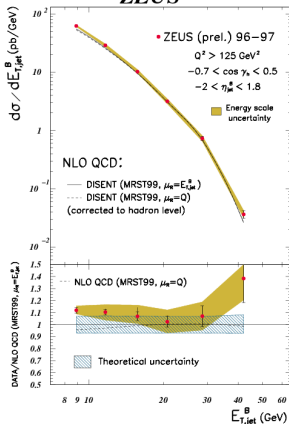 ZEUS
dσ/dE^B_T,jet (pb/GeV)
10²
10
1
10⁻¹
10⁻²
ZEUS (prel.) 96-97
Q² > 125 GeV²
-0.7 < cos γₕ < 0.5
-2 < η^B_jet < 1.8
Energy scale
uncertainty
NLO QCD:
DISENT (MRST99, μ_R=E^B_T,jet)
DISENT (MRST99, μ_R=Q)
(corrected to hadron level)
DATA/NLO QCD (MRST99, μ_R=E^B_T,jet)
1.5
1.4
1.3
1.2
1.1
1
0.9
0.8
0.7
0.6
0.5
NLO QCD (MRST99, μ_R=Q)
Theoretical uncertainty
8 9 10 20 30 40 50 60
E^B_T,jet (GeV)